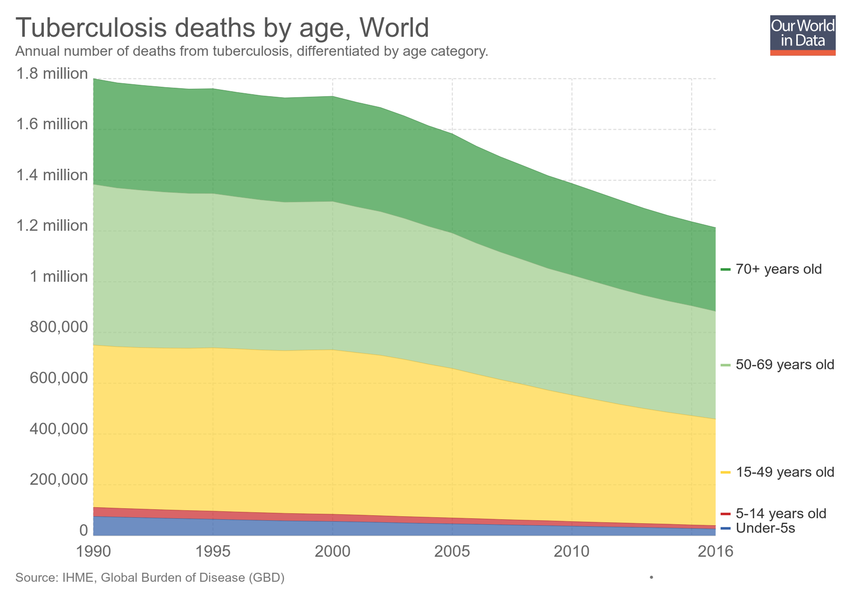 Tuberculosis deaths by age, World
Annual number of deaths from tuberculosis, differentiated by age category.
Our World
in Data
1.8 million
1.6 million
1.4 million
1.2 million
1 million
800,000
600,000
400,000
200,000
0
70+ years old
50-69 years old
15-49 years old
5-14 years old
Under-5s
1990 1995 2000 2005 2010 2016
Source: IHME, Global Burden of Disease (GBD)